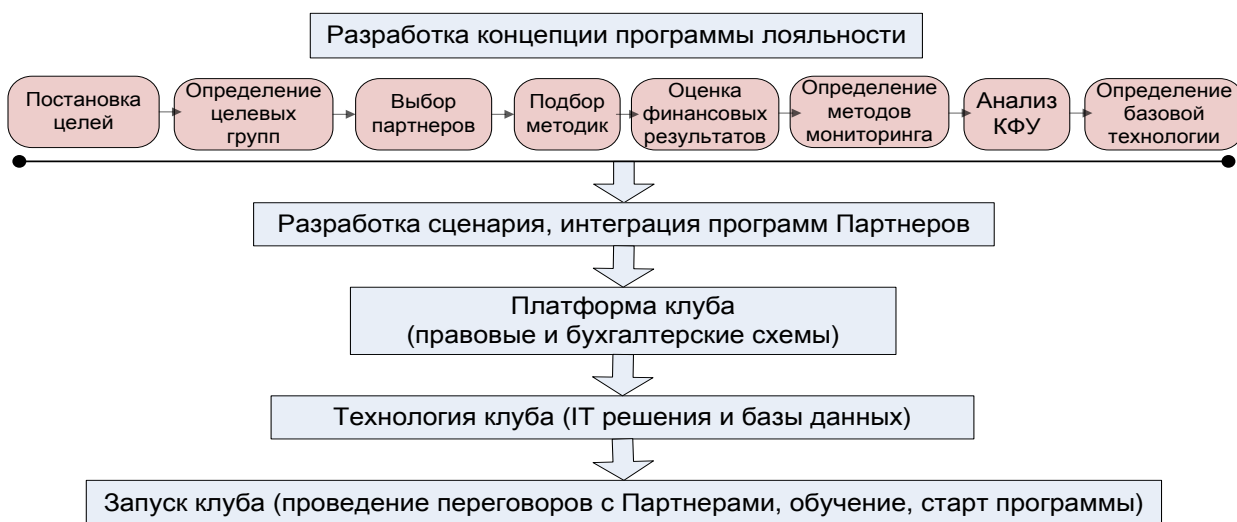 Разработка концепции программы лояльности
Постановка
целей
Определение
целевых
групп
Выбор
партнеров
Подбор
методик
Оценка
финансовых
результатов
Определение
методов
мониторинга
Анализ
КФУ
Определение
базовой
технологии
Разработка сценария, интеграция программ Партнеров
Платформа клуба
(правовые и бухгалтерские схемы)
Технология клуба (IT решения и базы данных)
Запуск клуба (проведение переговоров с Партнерами, обучение, старт программы)